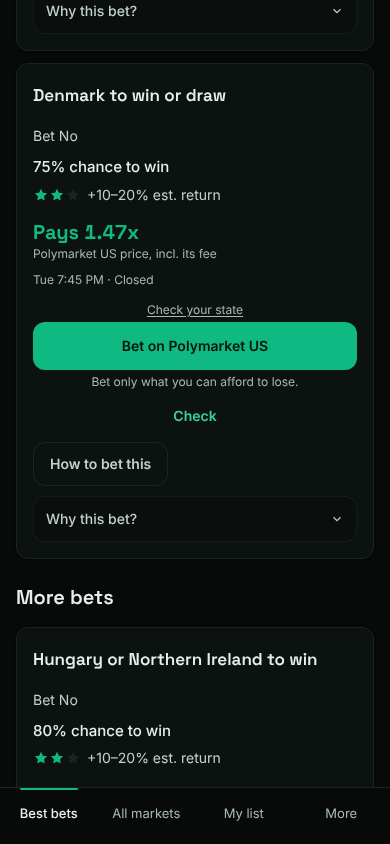 Why this bet?
Denmark to win or draw
Bet No
75% chance to win
+10–20% est. return
Pays 1.47x
Polymarket US price, incl. its fee
Tue 7:45 PM · Closed
Check your state
Bet on Polymarket US
Bet only what you can afford to lose.
Check
How to bet this
Why this bet?
More bets
Hungary or Northern Ireland to win
Bet No
80% chance to win
+10–20% est. return
Best bets
All markets
My list
More